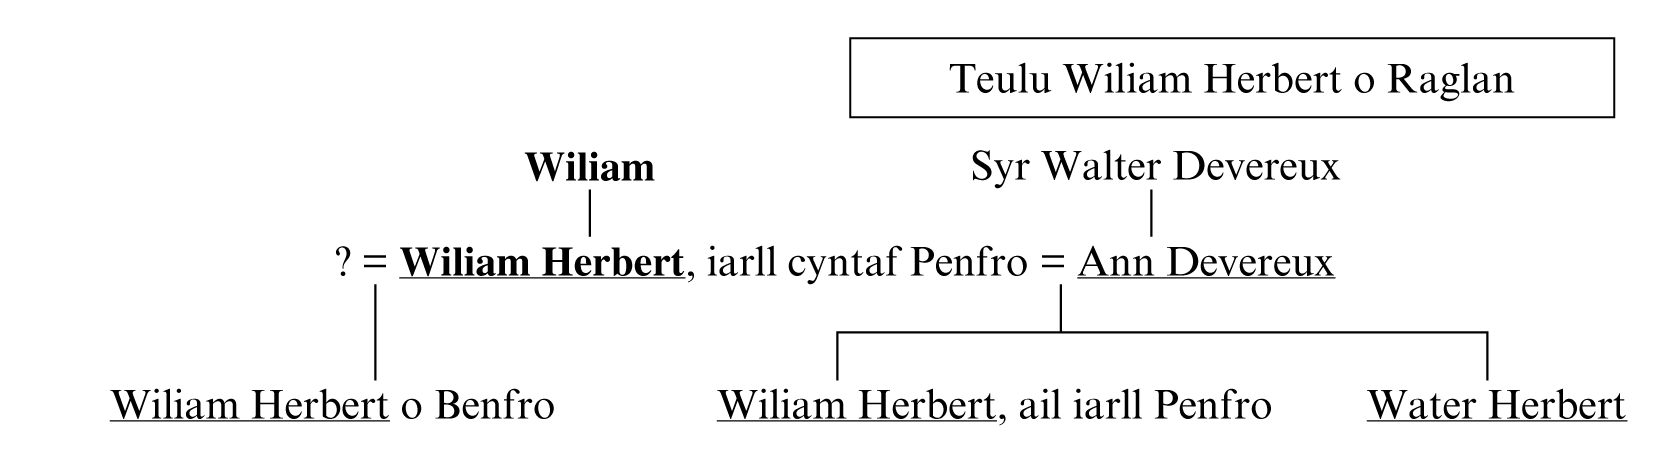 Teulu Wiliam Herbert o Raglan
Wiliam
Syr Walter Devereux
? = Wiliam Herbert, iarll cyntaf Penfro = Ann Devereux
Wiliam Herbert o Benfro
Wiliam Herbert, ail iarll Penfro
Water Herbert